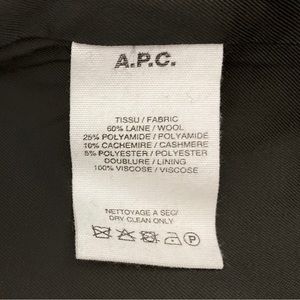 A.P.C.
TISSU / FABRIC
60% LAINE / WOOL
25% POLYAMIDE / POLYAMIDE
10% CACHEMIRE / CASHMERE
5% POLYESTER / POLYESTER
DOUBLURE / LINING
100% VISCOSE / VISCOSE
NETTOYAGE A SEC/
DRY CLEAN ONLY
P